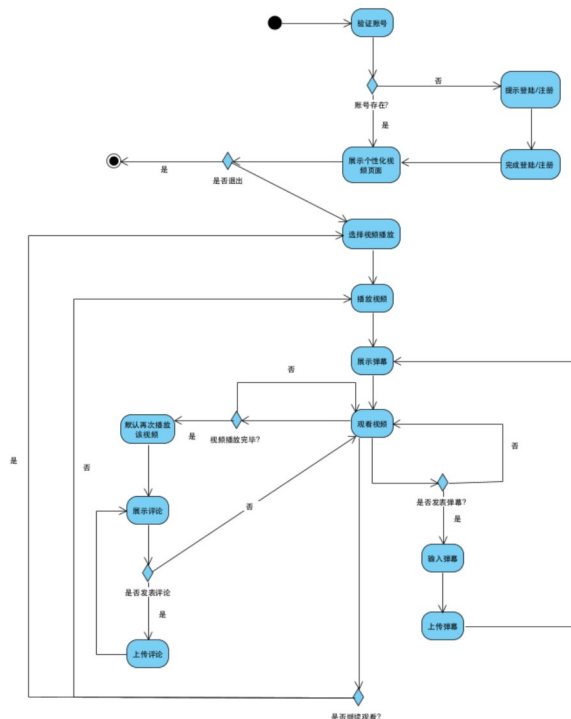 验证账号
否
账号存在?
提示登陆/注册
是
展示个性化视
频页面
完成登陆/注册
是
是否退出
选择视频播放
播放视频
展示弹幕
否
默认再次播放
该视频
是
视频播放完毕?
观看视频
否
是
否
是否发表弹幕?
展示评论
否
是
输入弹幕
是否发表评论
是
上传弹幕
上传评论
是否继续观看?